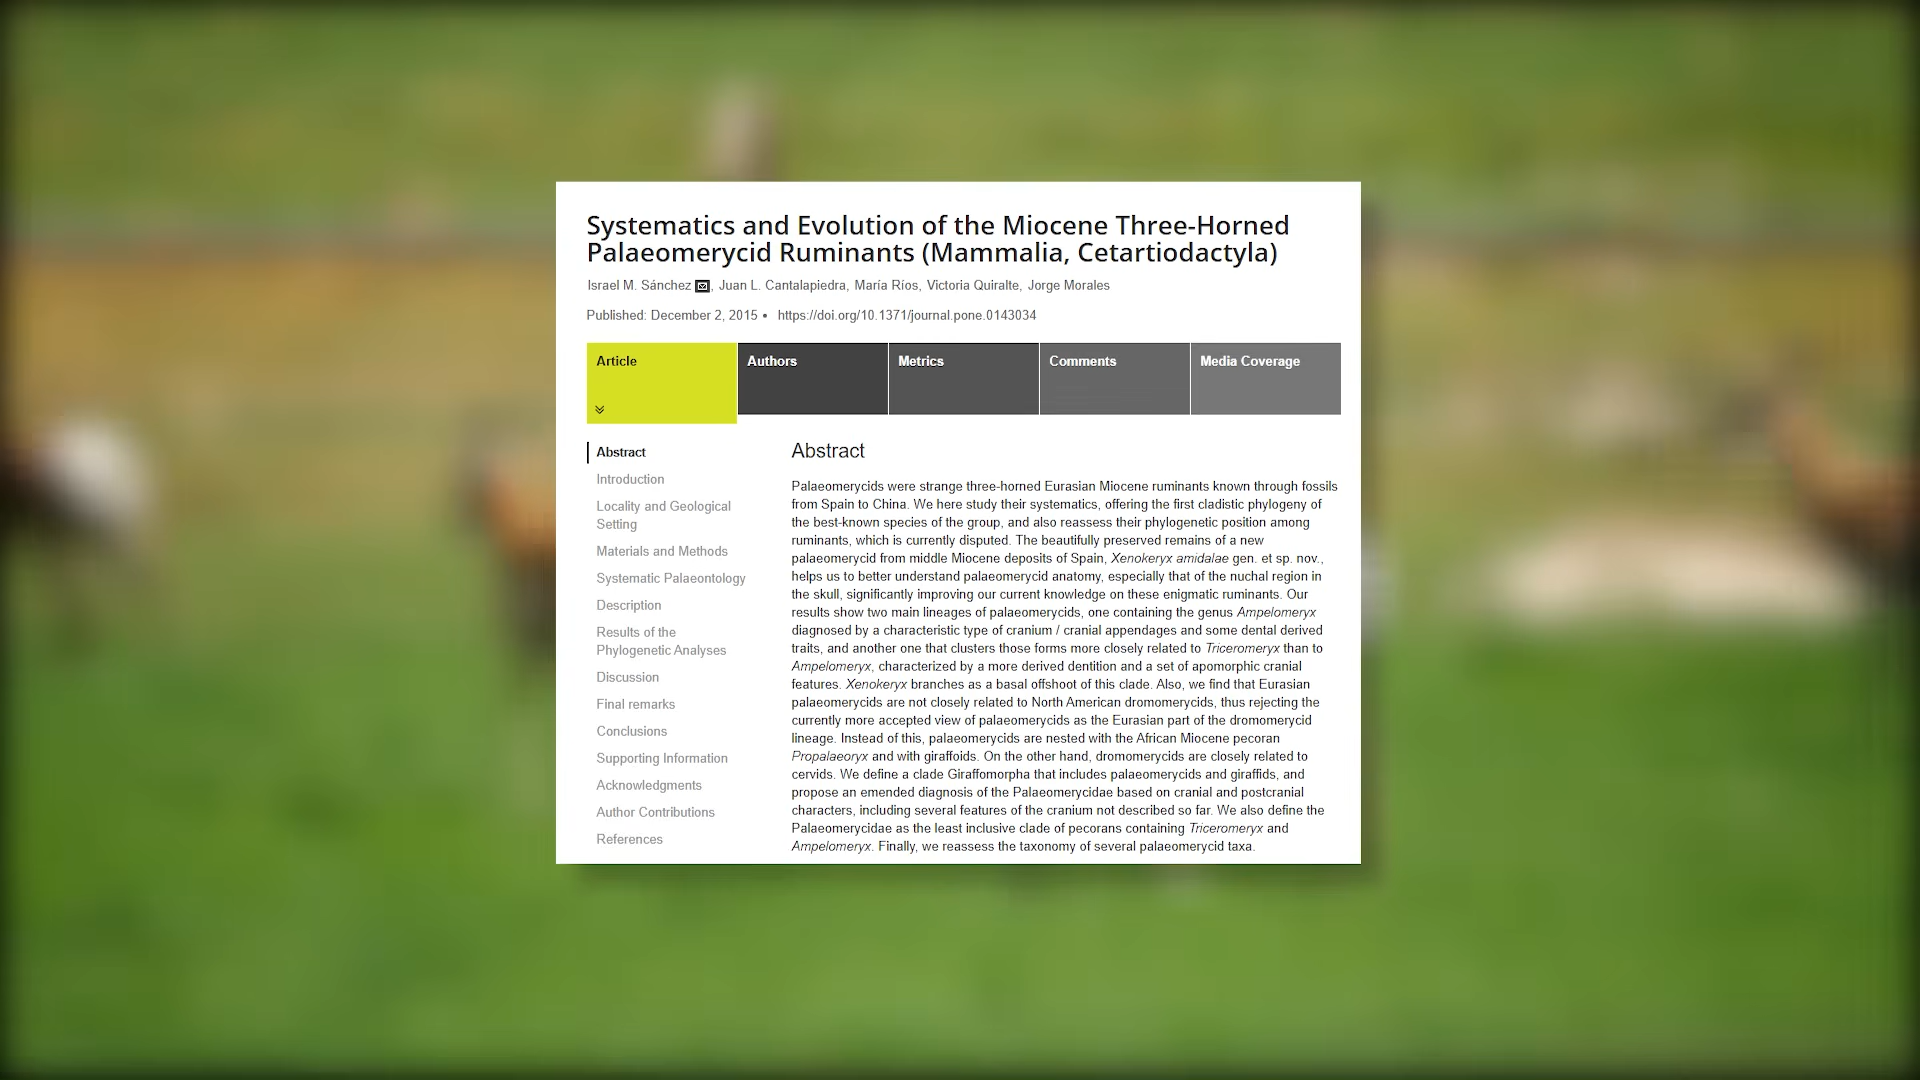 Systematics and Evolution of the Miocene Three-Horned
Palaeomerycid Ruminants (Mammalia, Cetartiodactyla)
Israel M. Sánchez , Juan L. Cantalapiedra, María Ríos, Victoria Quiralte, Jorge Morales
Published: December 2, 2015 • https://doi.org/10.1371/journal.pone.0143034
Article
Authors
Metrics
Comments
Media Coverage
Abstract
Introduction
Locality and Geological
Setting
Materials and Methods
Systematic Palaeontology
Description
Results of the
Phylogenetic Analyses
Discussion
Final remarks
Conclusions
Supporting Information
Acknowledgments
Author Contributions
References
Abstract
Palaeomerycids were strange three-horned Eurasian Miocene ruminants known through fossils
from Spain to China. We here study their systematics, offering the first cladistic phylogeny of
the best-known species of the group, and also reassess their phylogenetic position among
ruminants, which is currently disputed. The beautifully preserved remains of a new
palaeomerycid from middle Miocene deposits of Spain, Xenokeryx amidalae gen. et sp. nov.,
helps us to better understand palaeomerycid anatomy, especially that of the nuchal region in
the skull, significantly improving our current knowledge on these enigmatic ruminants. Our
results show two main lineages of palaeomerycids, one containing the genus Ampelomeryx
diagnosed by a characteristic type of cranium / cranial appendages and some dental derived
traits, and another one that clusters those forms more closely related to Triceromeryx than to
Ampelomeryx, characterized by a more derived dentition and a set of apomorphic cranial
features. Xenokeryx branches as a basal offshoot of this clade. Also, we find that Eurasian
palaeomerycids are not closely related to North American dromomerycids, thus rejecting the
currently more accepted view of palaeomerycids as the Eurasian part of the dromomerycid
lineage. Instead of this, palaeomerycids are nested with the African Miocene pecoran
Propalaeoryx and with giraffoids. On the other hand, dromomerycids are closely related to
cervids. We define a clade Giraffomorpha that includes palaeomerycids and giraffids, and
propose an emended diagnosis of the Palaeomerycidae based on cranial and postcranial
characters, including several features of the cranium not described so far. We also define the
Palaeomerycidae as the least inclusive clade of pecorans containing Triceromeryx and
Ampelomeryx. Finally, we reassess the taxonomy of several palaeomerycid taxa.